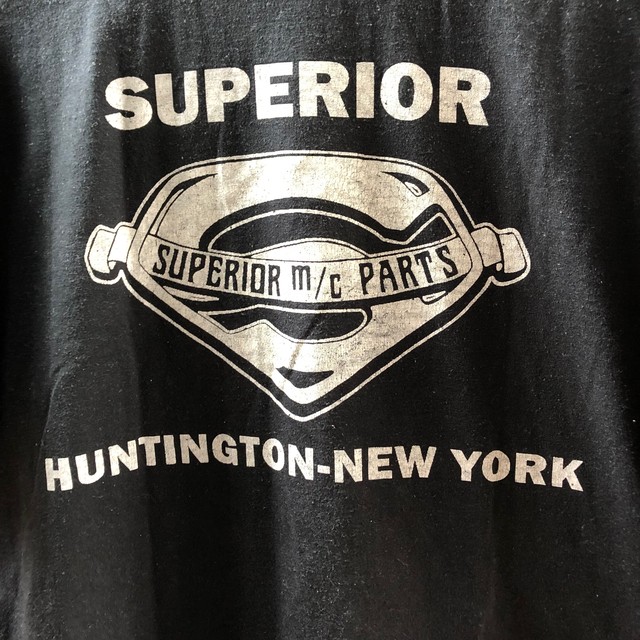 SUPERIOR
SUPERIOR m/c PARTS
HUNTINGTON-NEW YORK